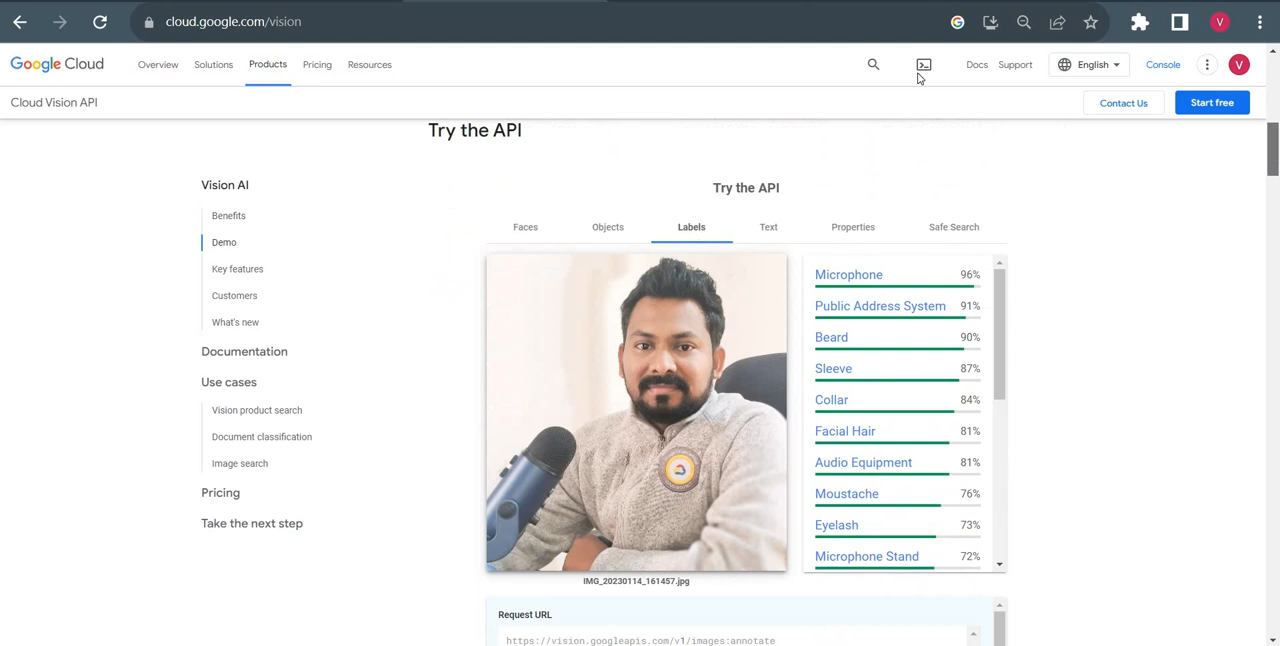 cloud.google.com/vision
V
Google Cloud
Overview
Solutions
Products
Pricing
Resources
Docs
Support
English
Console
V
Cloud Vision API
Contact Us
Start free
Try the API
Vision AI
Benefits
Demo
Key features
Customers
What's new
Documentation
Use cases
Vision product search
Document classification
Image search
Pricing
Take the next step
Try the API
Faces
Objects
Labels
Text
Properties
Safe Search
Microphone 96%
Public Address System 91%
Beard 90%
Sleeve 87%
Collar 84%
Facial Hair 81%
Audio Equipment 81%
Moustache 76%
Eyelash 73%
Microphone Stand 72%
IMG_20230114_161457.jpg
Request URL
https://vision.googleapis.com/v1/images:annotate